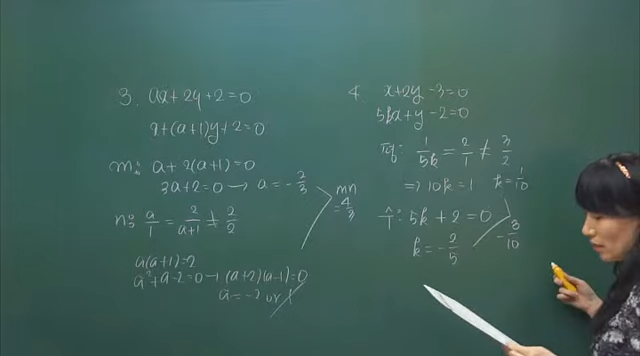 3. ax+2y+2=0
x+(a+1)y+2=0
m: a+2(a+1)=0
3a+2=0 → a=-2/3
n: a/1 = 2/(a+1) ≠ 2/2
a(a+1)=2
a²+a-2=0 → (a+2)(a-1)=0
a=-2 or 1
mn
=4/3
4. x+2y-3=0
5kx+y-2=0
평: 1/5k = 2/1 ≠ 3/2
⇒ 10k=1 k=1/10
수: 5k+2=0
k=-2/5
-3/10